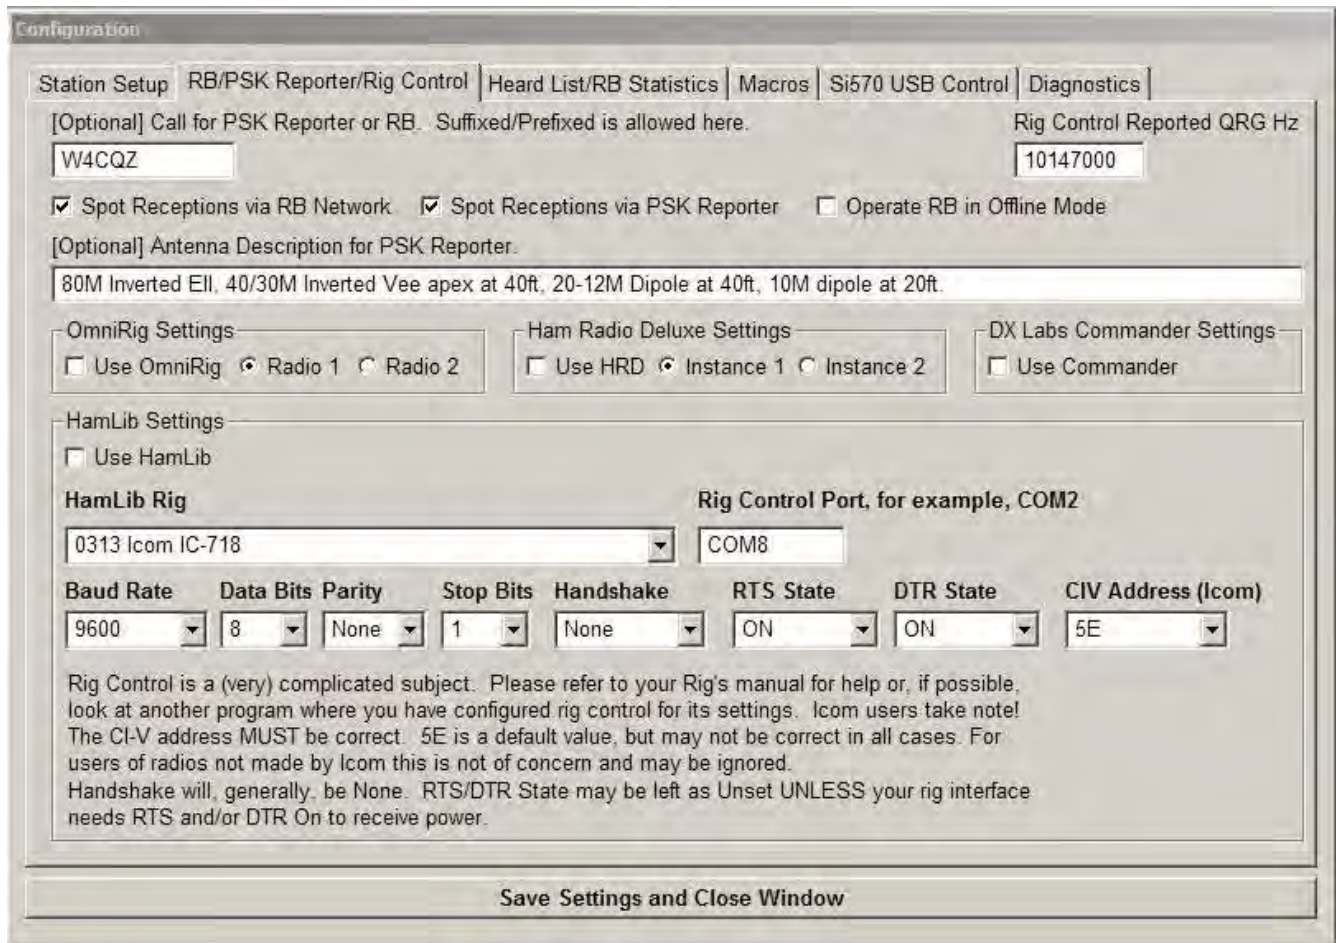 Configuration
Station Setup RB/PSK Reporter/Rig Control Heard List/RB Statistics Macros Si570 USB Control Diagnostics
[Optional] Call for PSK Reporter or RB. Suffixed/Prefixed is allowed here. Rig Control Reported QRG Hz
W4CQZ 10147000
Spot Receptions via RB Network Spot Receptions via PSK Reporter Operate RB in Offline Mode
[Optional] Antenna Description for PSK Reporter.
80M Inverted Ell, 40/30M Inverted Vee apex at 40ft, 20-12M Dipole at 40ft, 10M dipole at 20ft.
OmniRig Settings Ham Radio Deluxe Settings DX Labs Commander Settings
Use OmniRig Radio 1 Radio 2 Use HRD Instance 1 Instance 2 Use Commander
HamLib Settings
Use HamLib
HamLib Rig Rig Control Port, for example, COM2
0313 Icom IC-718 COM8
Baud Rate Data Bits Parity Stop Bits Handshake RTS State DTR State CIV Address (Icom)
9600 8 None 1 None ON ON 5E
Rig Control is a (very) complicated subject. Please refer to your Rig's manual for help or, if possible,
look at another program where you have configured rig control for its settings. Icom users take note!
The CI-V address MUST be correct. 5E is a default value, but may not be correct in all cases. For
users of radios not made by Icom this is not of concern and may be ignored.
Handshake will, generally, be None. RTS/DTR State may be left as Unset UNLESS your rig interface
needs RTS and/or DTR On to receive power.
Save Settings and Close Window